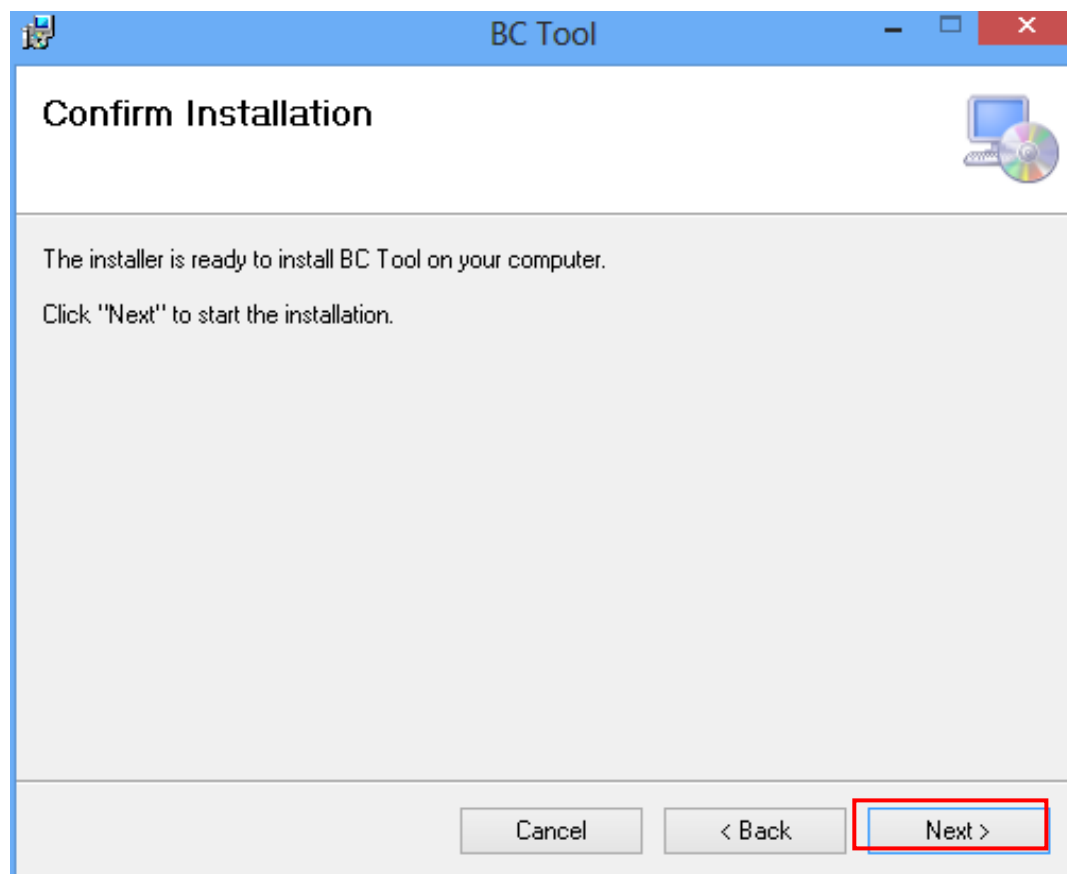 BC Tool
Confirm Installation
The installer is ready to install BC Tool on your computer.
Click "Next" to start the installation.
Cancel
< Back
Next >